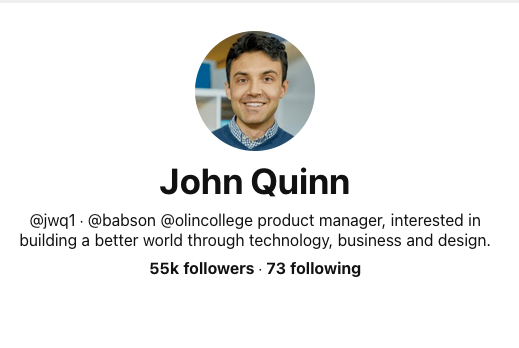 John Quinn
@jwq1 · @babson @olincollege product manager, interested in
building a better world through technology, business and design.
55k followers · 73 following